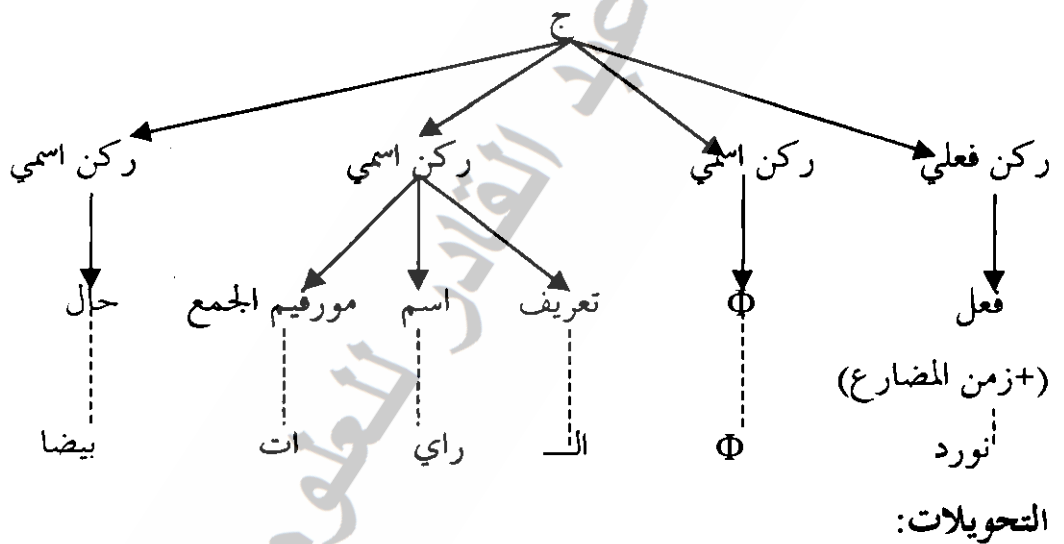 ج
ركن فعلي ركن اسمي ركن اسمي ركن اسمي
فعل Φ تعريف اسم مورفيم الجمع حال
(+زمن المضارع)
نورد Φ الـ راي ات بيضا
التحويلات: